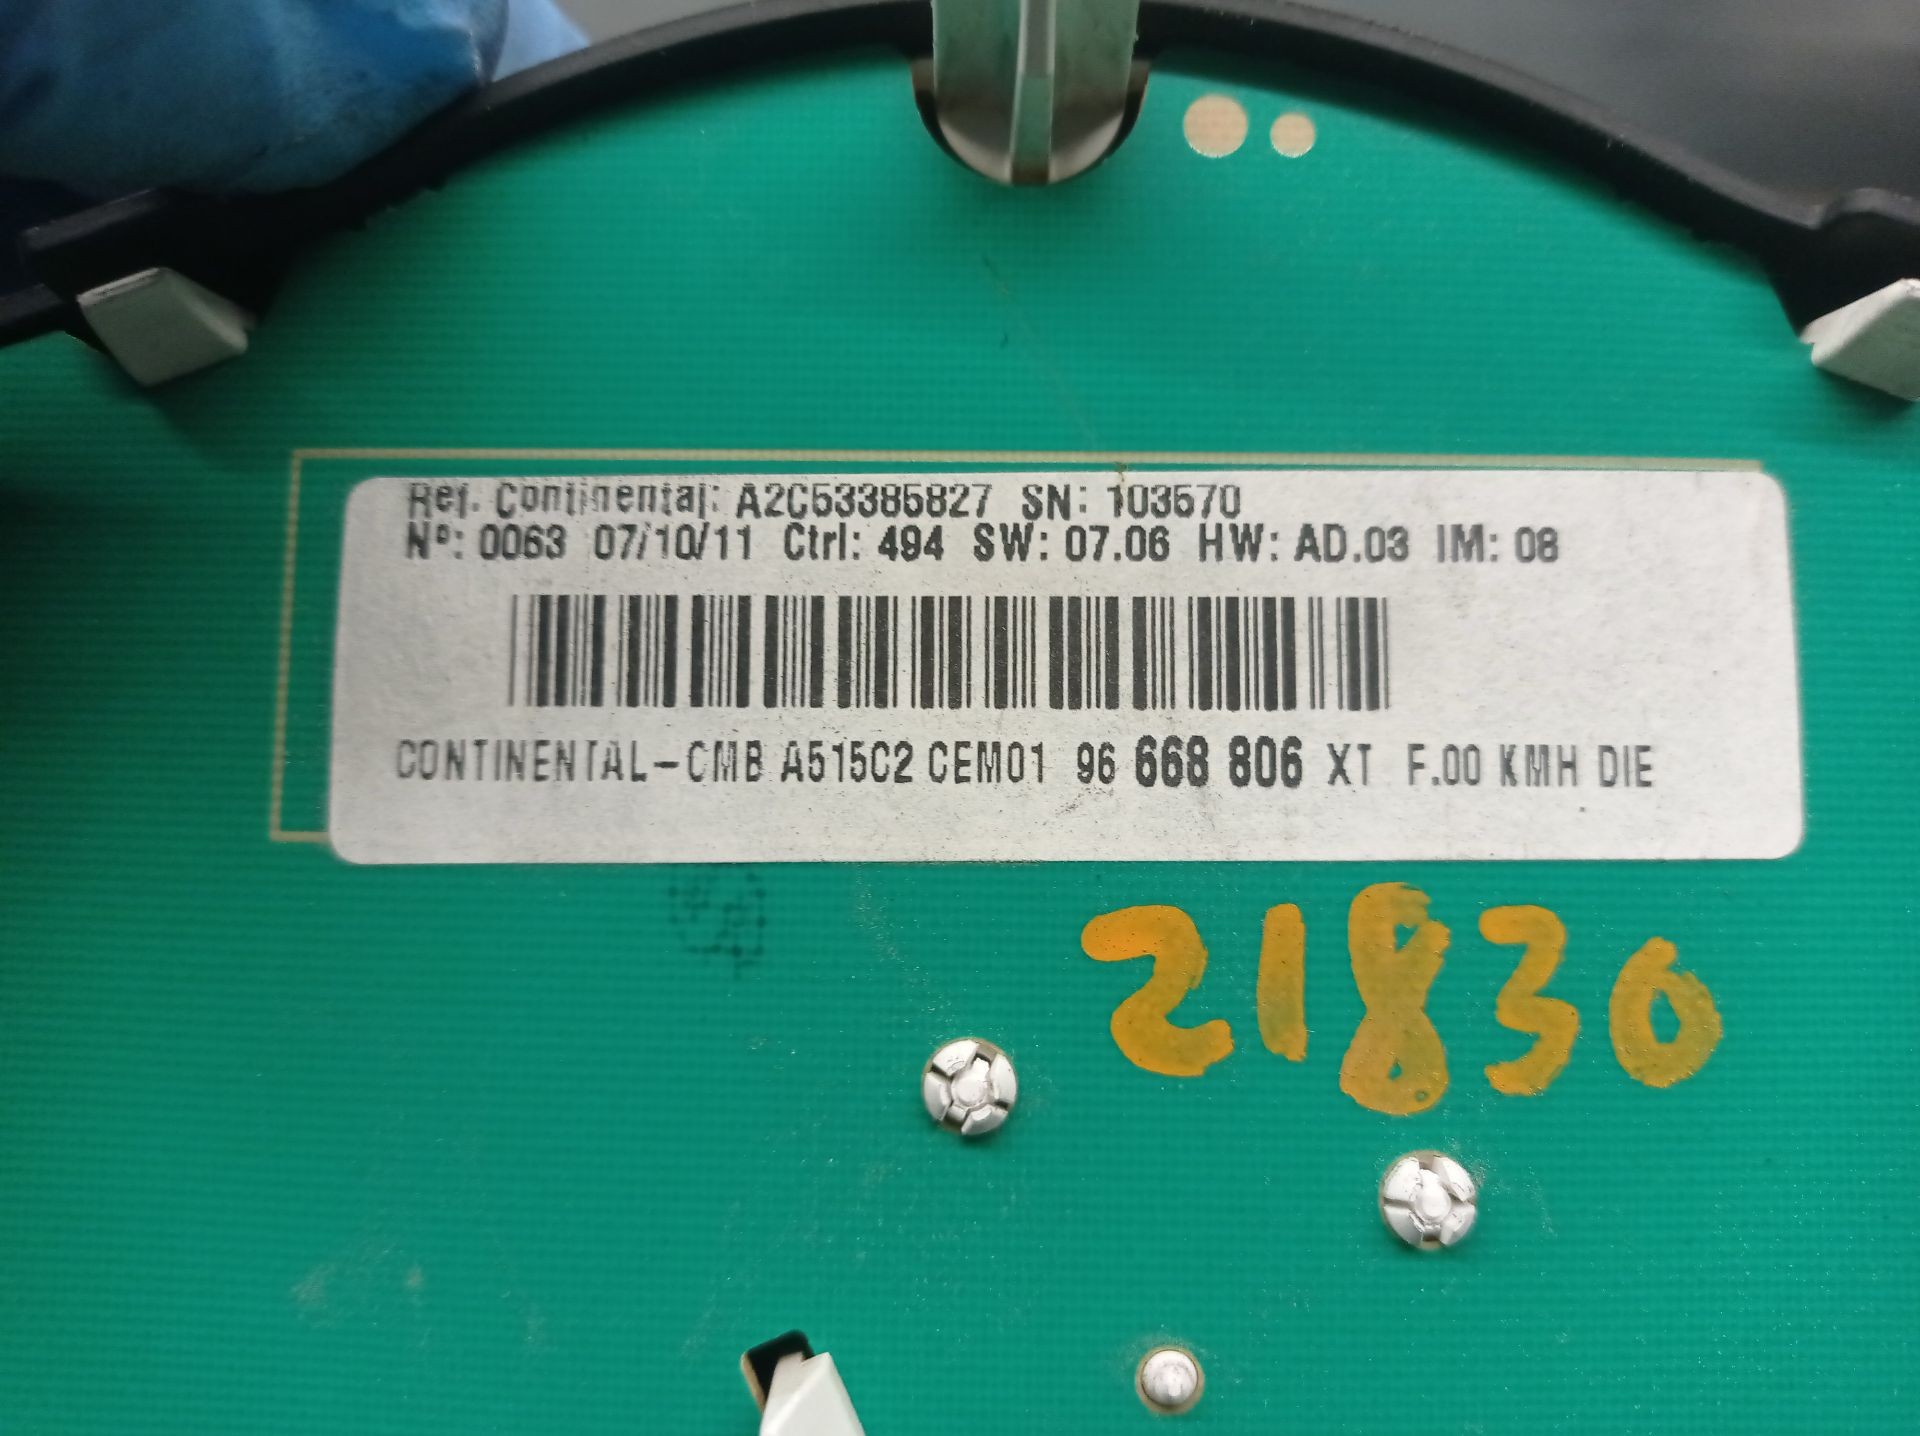 Ref. Continental: A2C53385827 SN: 103570
Nº: 0063 07/10/11 Ctrl: 494 SW: 07.06 HW: AD.03 IM: 08
CONTINENTAL-CMB A515C2 CEM01 96 668 806 XT F.00 KMH DIE
21830